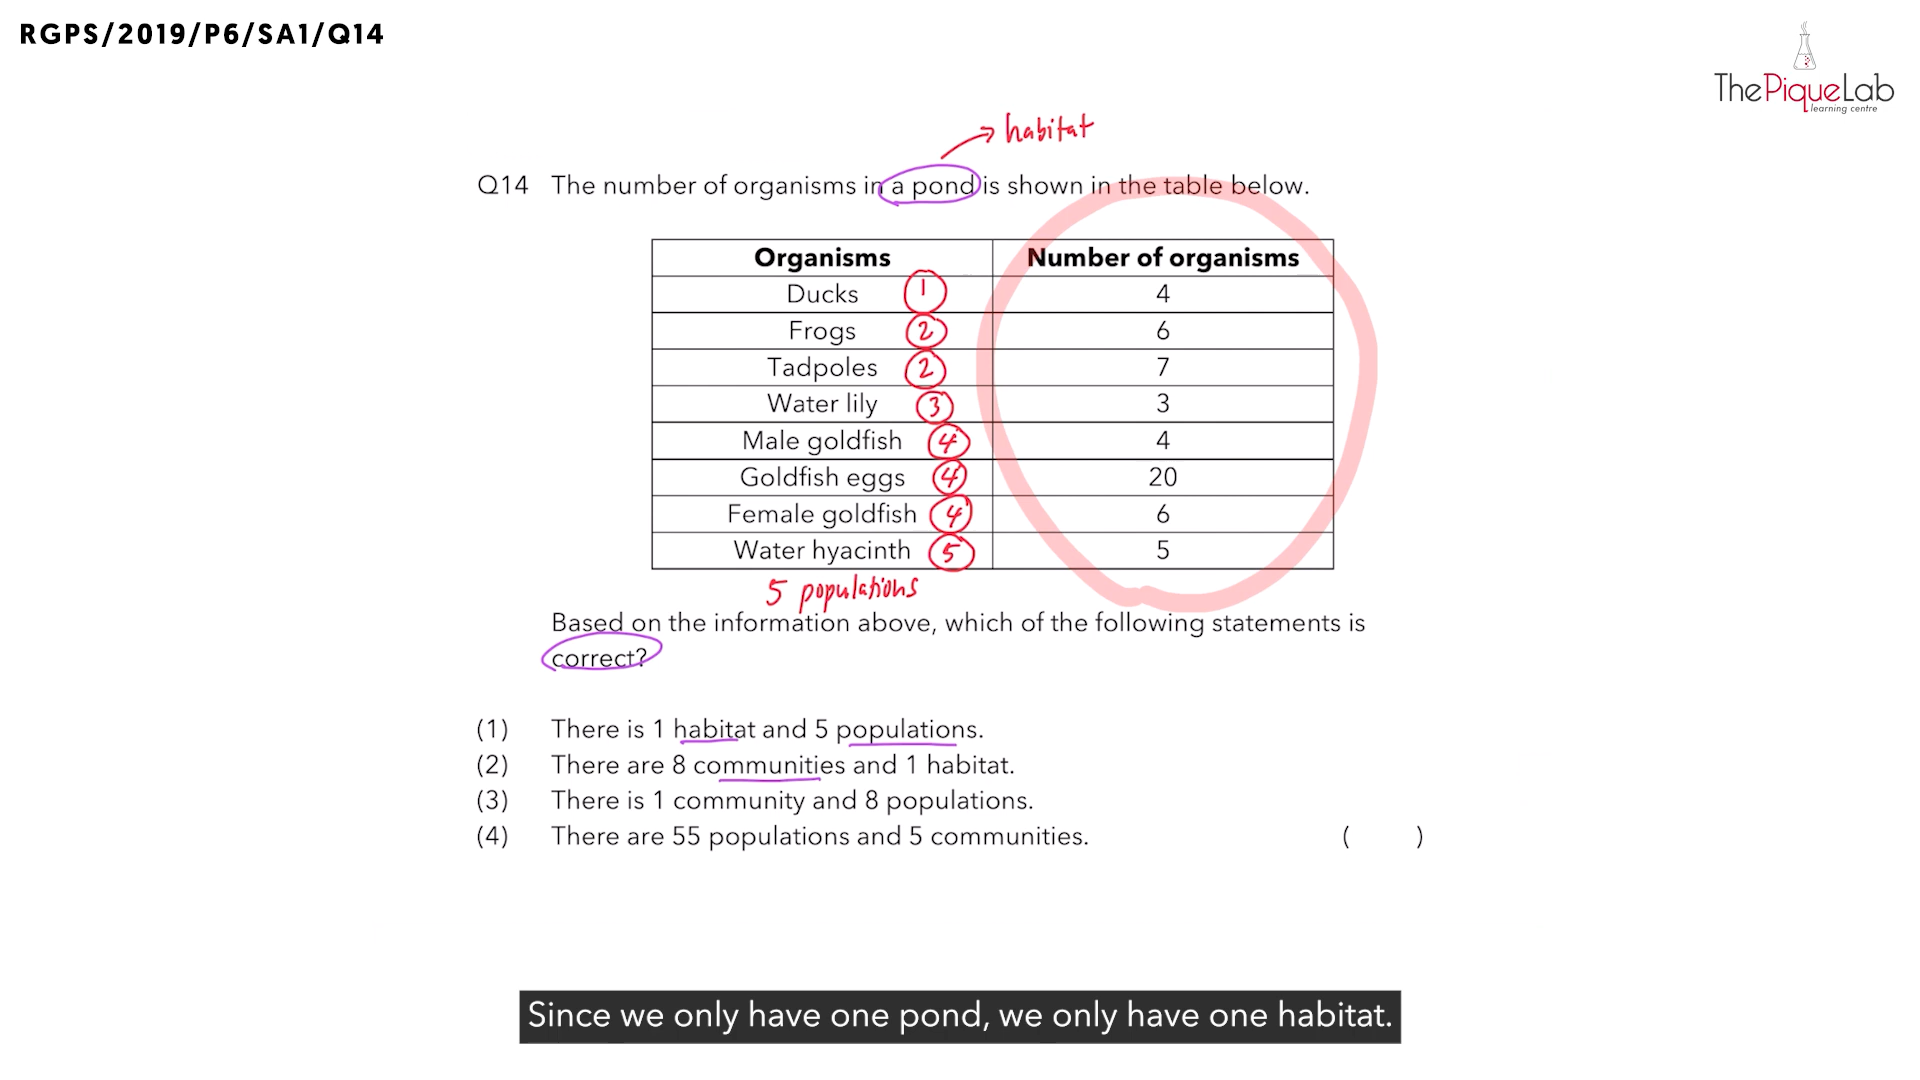 RGPS/2019/P6/SA1/Q14
ThePiqueLab
learning centre
habitat
Q14 The number of organisms in a pond is shown in the table below.
Organisms Number of organisms
Ducks 1 4
Frogs 2 6
Tadpoles 2 7
Water lily 3 3
Male goldfish 4 4
Goldfish eggs 4 20
Female goldfish 4 6
Water hyacinth 5 5
5 populations
Based on the information above, which of the following statements is
correct?
(1) There is 1 habitat and 5 populations.
(2) There are 8 communities and 1 habitat.
(3) There is 1 community and 8 populations.
(4) There are 55 populations and 5 communities. ( )
Since we only have one pond, we only have one habitat.